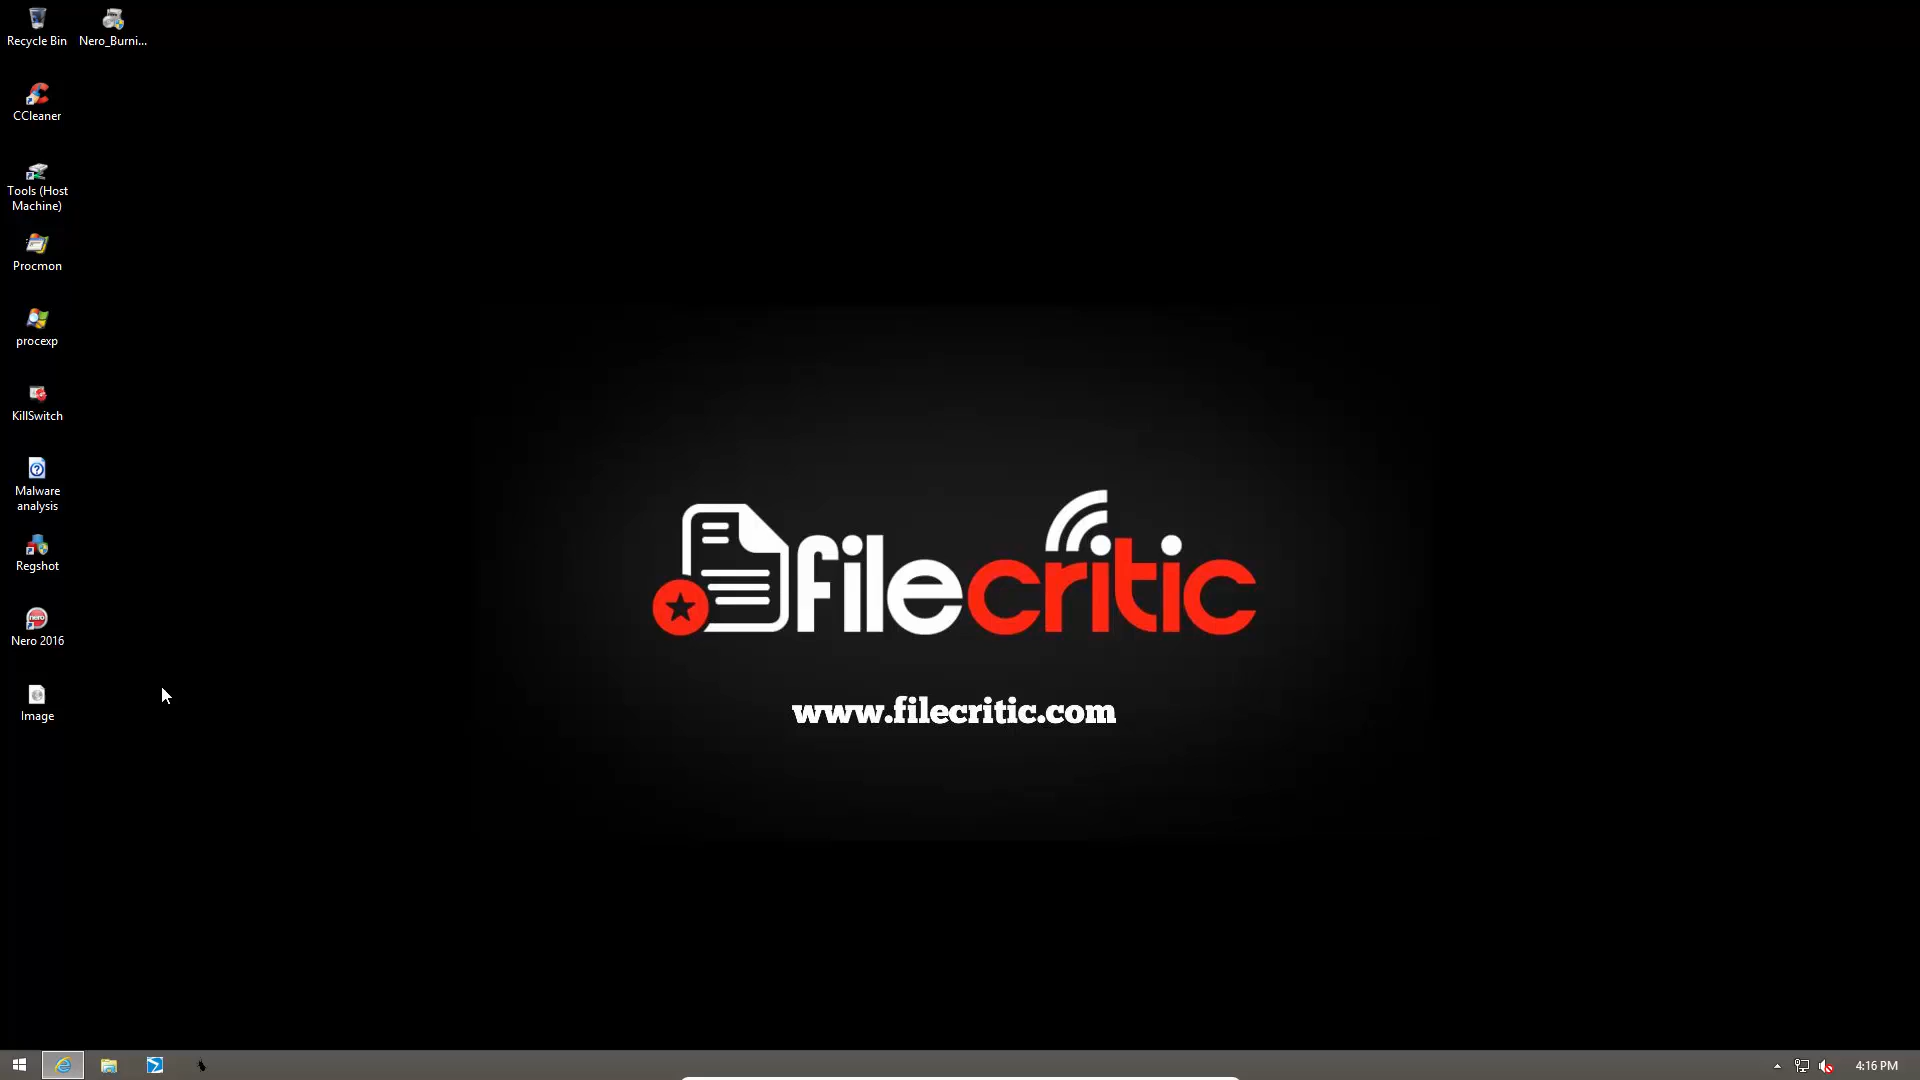 Recycle Bin
Nero_Burni...
CCleaner
Tools (Host
Machine)
Procmon
procexp
KillSwitch
Malware
analysis
Regshot
nero
Nero 2016
Image
filecritic
www.filecritic.com
4:16 PM